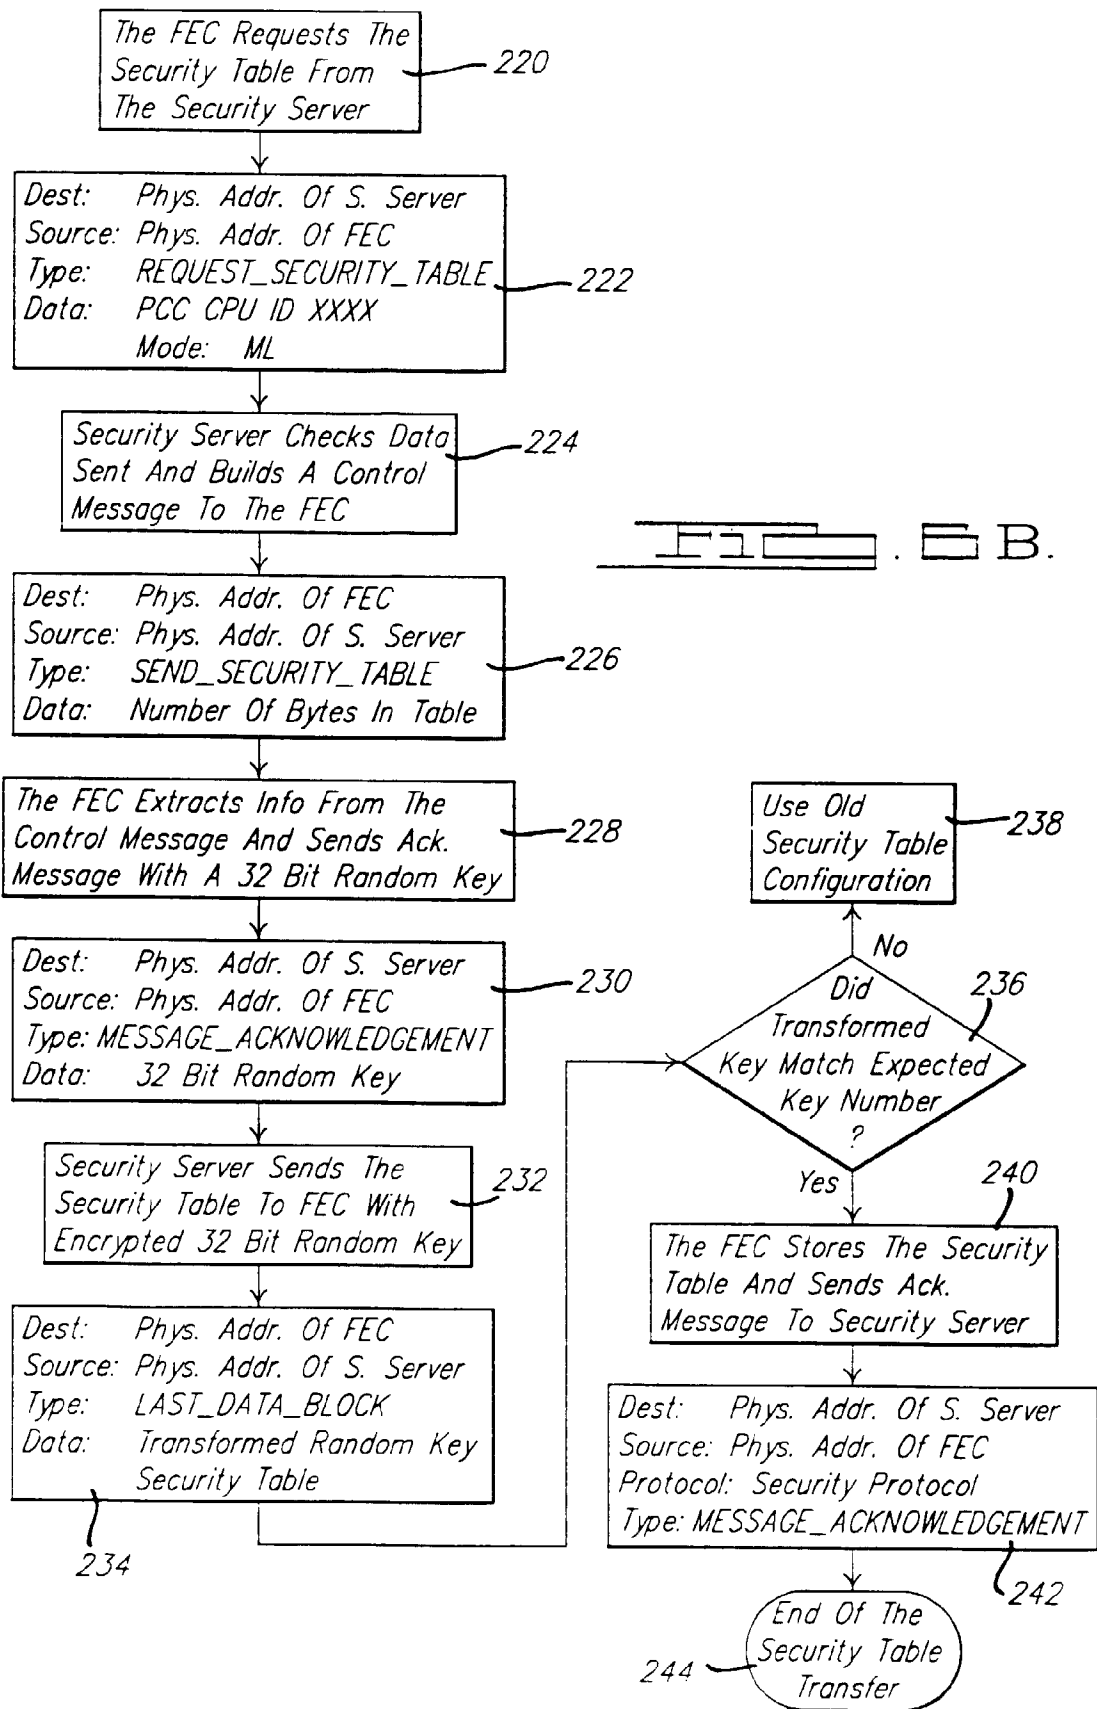 The FEC Requests The
Security Table From
The Security Server
220
Dest: Phys. Addr. Of S. Server
Source: Phys. Addr. Of FEC
Type: REQUEST_SECURITY_TABLE
Data: PCC CPU ID XXXX
Mode: ML
222
Security Server Checks Data
Sent And Builds A Control
Message To The FEC
224
Dest: Phys. Addr. Of FEC
Source: Phys. Addr. Of S. Server
Type: SEND_SECURITY_TABLE
Data: Number Of Bytes In Table
226
The FEC Extracts Info From The
Control Message And Sends Ack.
Message With A 32 Bit Random Key
228
Dest: Phys. Addr. Of S. Server
Source: Phys. Addr. Of FEC
Type: MESSAGE_ACKNOWLEDGEMENT
Data: 32 Bit Random Key
230
Security Server Sends The
Security Table To FEC With
Encrypted 32 Bit Random Key
232
Dest: Phys. Addr. Of FEC
Source: Phys. Addr. Of S. Server
Type: LAST_DATA_BLOCK
Data: Transformed Random Key
Security Table
234
FIG. 6B.
Use Old
Security Table
Configuration
238
No
Did
Transformed
Key Match Expected
Key Number
?
236
Yes
240
The FEC Stores The Security
Table And Sends Ack.
Message To Security Server
Dest: Phys. Addr. Of S. Server
Source: Phys. Addr. Of FEC
Protocol: Security Protocol
Type: MESSAGE_ACKNOWLEDGEMENT
242
End Of The
Security Table
Transfer
244